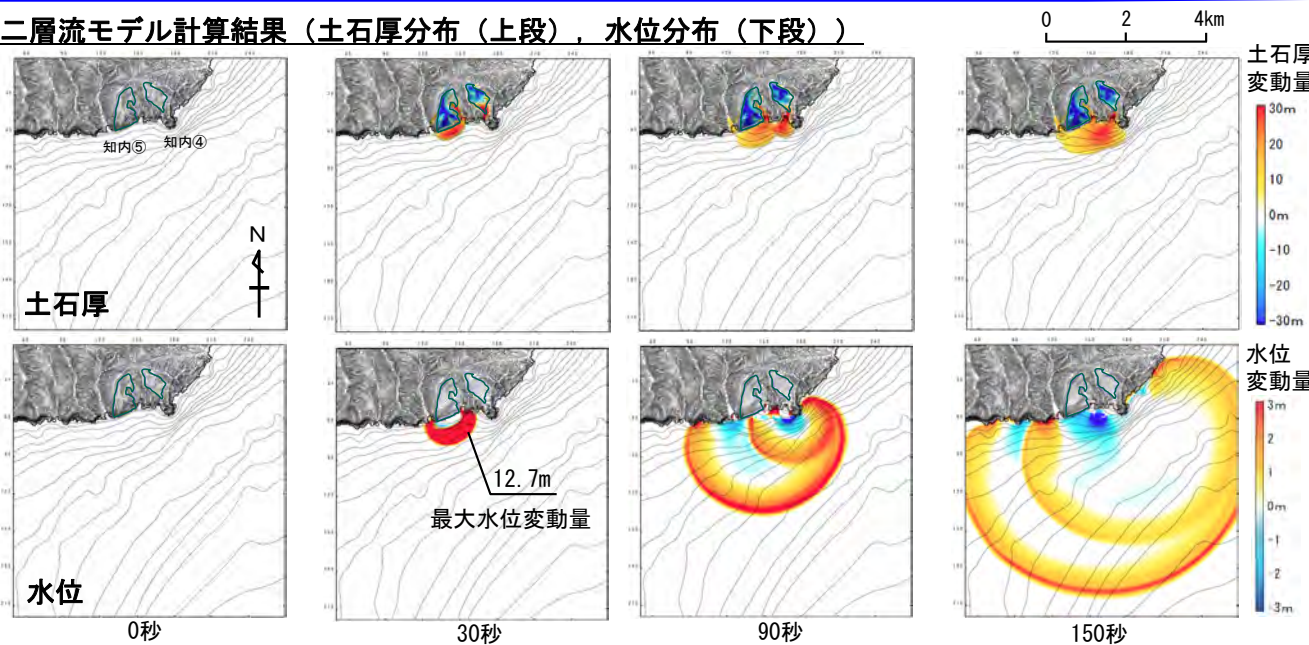 二層流モデル計算結果（土石厚分布（上段），水位分布（下段））
0 2 4km
土石厚
変動量
30m
20
10
0m
-10
-20
-30m
知内⑤ 知内④
N
土石厚
水位
変動量
3m
2
1
0m
-1
-2
-3m
12.7m
最大水位変動量
水位
0秒 30秒 90秒 150秒